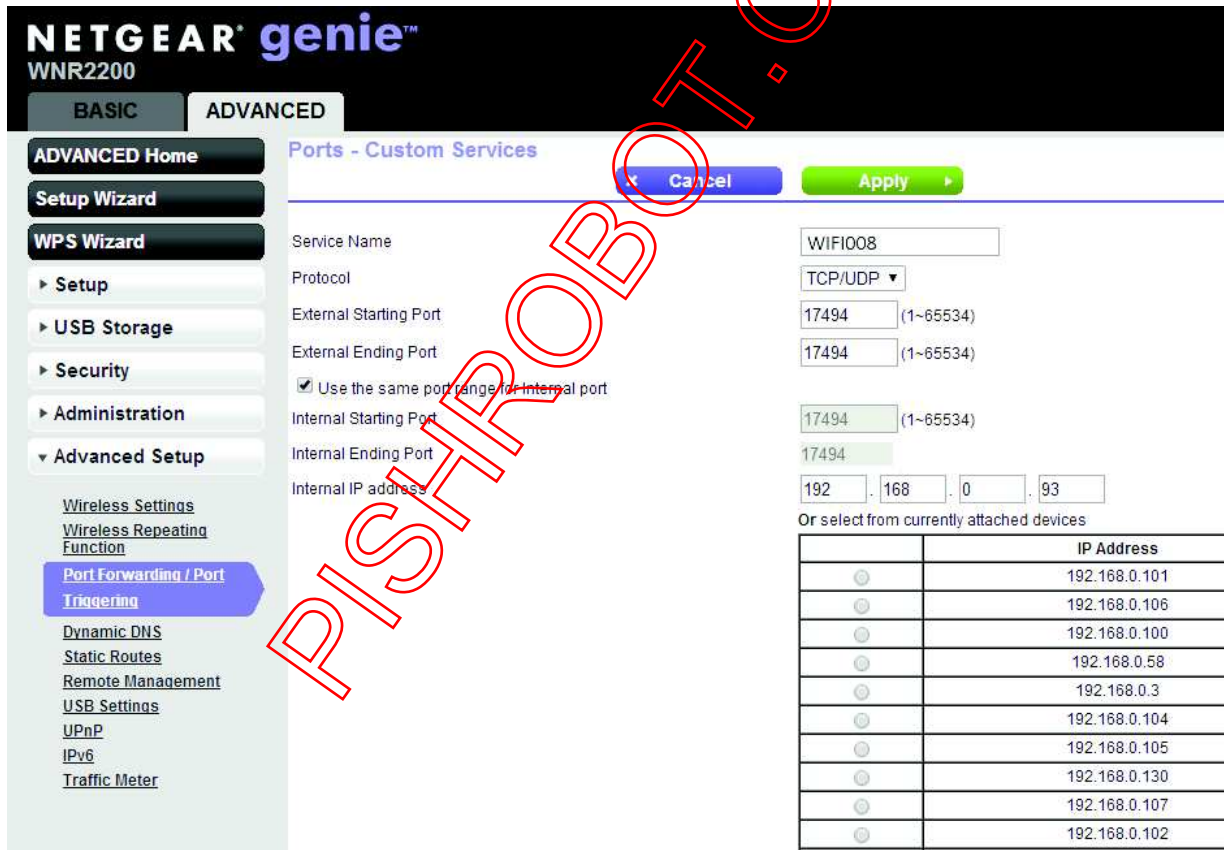 NETGEAR® genie™
WNR2200
BASIC
ADVANCED
ADVANCED Home
Setup Wizard
WPS Wizard
▸ Setup
▸ USB Storage
▸ Security
▸ Administration
▾ Advanced Setup
Wireless Settings
Wireless Repeating
Function
Port Forwarding / Port
Triggering
Dynamic DNS
Static Routes
Remote Management
USB Settings
UPnP
IPv6
Traffic Meter
Ports - Custom Services
x Cancel
Apply ▸
Service Name WIFI008
Protocol TCP/UDP ▾
External Starting Port 17494 (1~65534)
External Ending Port 17494 (1~65534)
Use the same port range for Internal port
Internal Starting Port 17494 (1~65534)
Internal Ending Port 17494
Internal IP address 192 . 168 . 0 . 93
Or select from currently attached devices
IP Address
192.168.0.101
192.168.0.106
192.168.0.100
192.168.0.58
192.168.0.3
192.168.0.104
192.168.0.105
192.168.0.130
192.168.0.107
192.168.0.102
PISHROBOT.